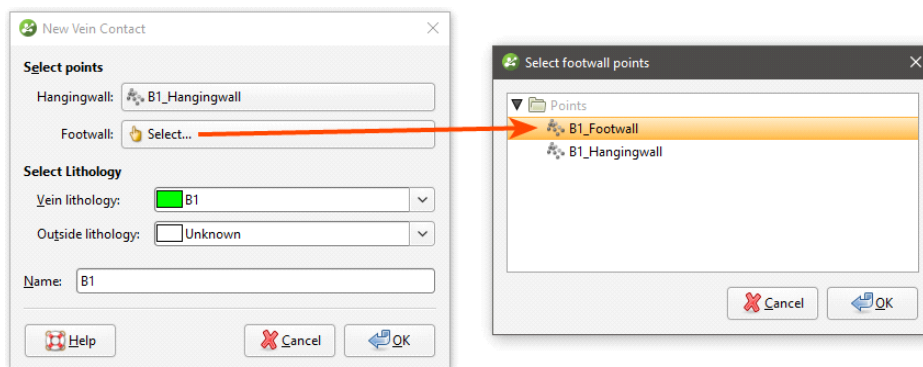 New Vein Contact
Select points
Hangingwall: B1_Hangingwall
Footwall: Select...
Select Lithology
Vein lithology: B1
Outside lithology: Unknown
Name: B1
Help Cancel OK
Select footwall points
Points
B1_Footwall
B1_Hangingwall
Cancel OK